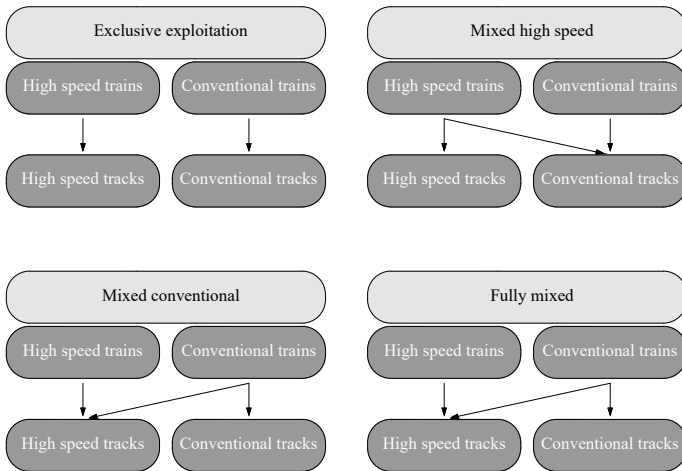 Exclusive exploitation
High speed trains
Conventional trains
High speed tracks
Conventional tracks
Mixed high speed
High speed trains
Conventional trains
High speed tracks
Conventional tracks
Mixed conventional
High speed trains
Conventional trains
High speed tracks
Conventional tracks
Fully mixed
High speed trains
Conventional trains
High speed tracks
Conventional tracks